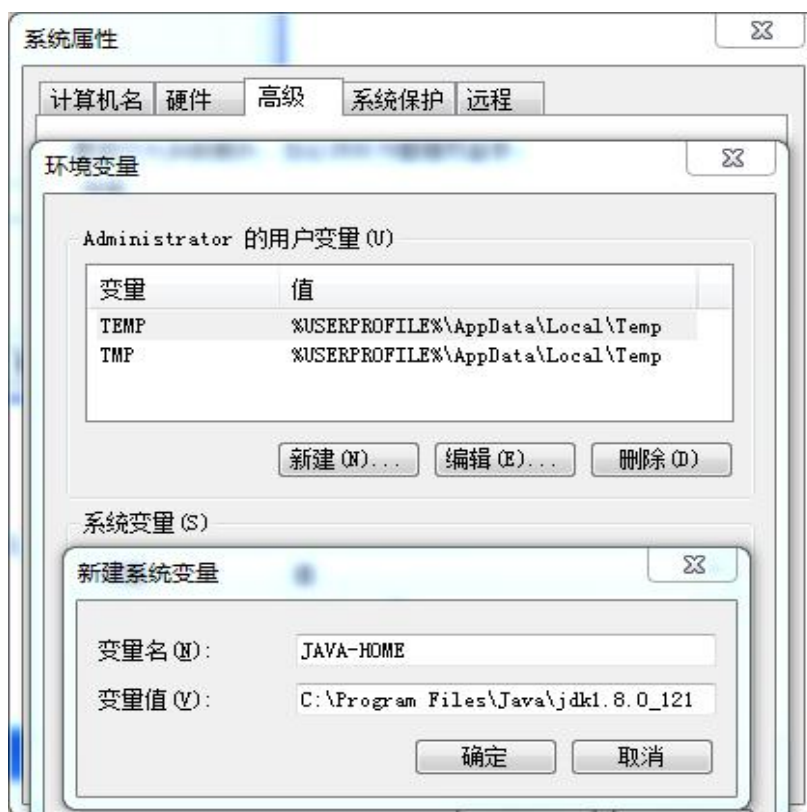 系统属性
计算机名 硬件 高级 系统保护 远程
环境变量
Administrator 的用户变量(U)
变量 值
TEMP %USERPROFILE%\AppData\Local\Temp
TMP %USERPROFILE%\AppData\Local\Temp
新建(N)... 编辑(E)... 删除(D)
系统变量(S)
新建系统变量
变量名(N): JAVA-HOME
变量值(V): C:\Program Files\Java\jdk1.8.0_121
确定 取消